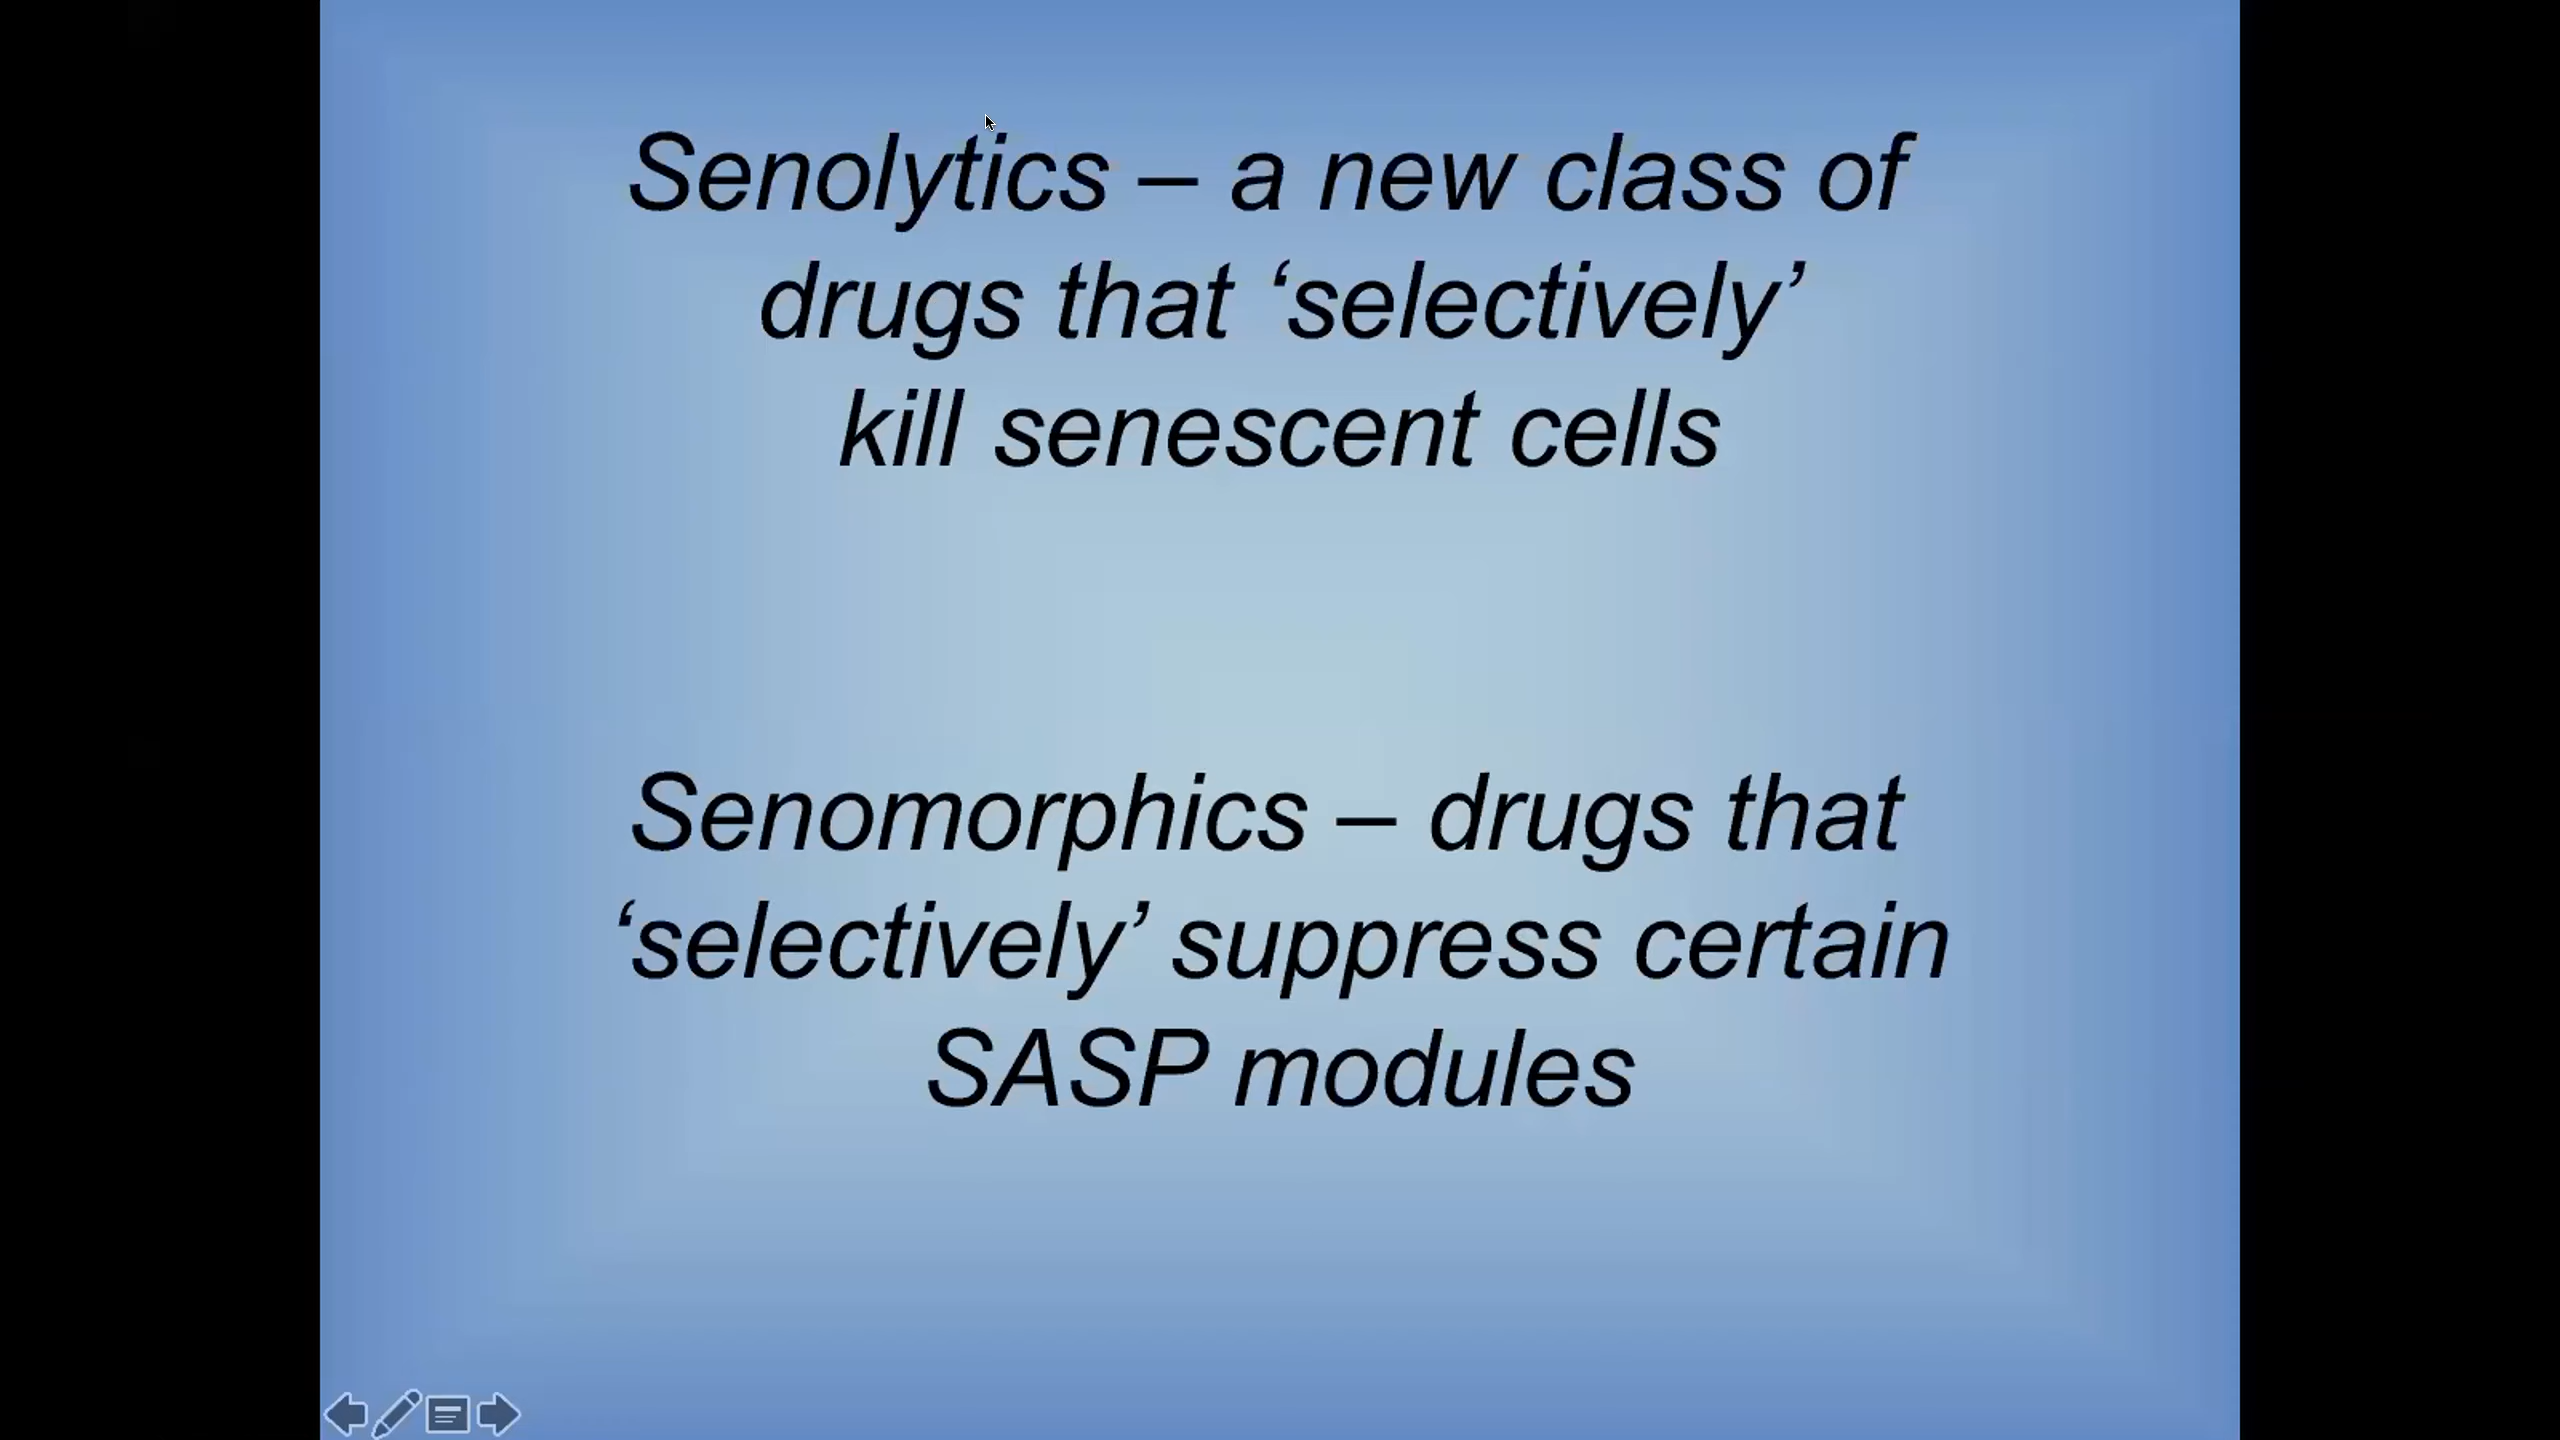 Senolytics – a new class of
drugs that ‘selectively’
kill senescent cells
Senomorphics – drugs that
‘selectively’ suppress certain
SASP modules